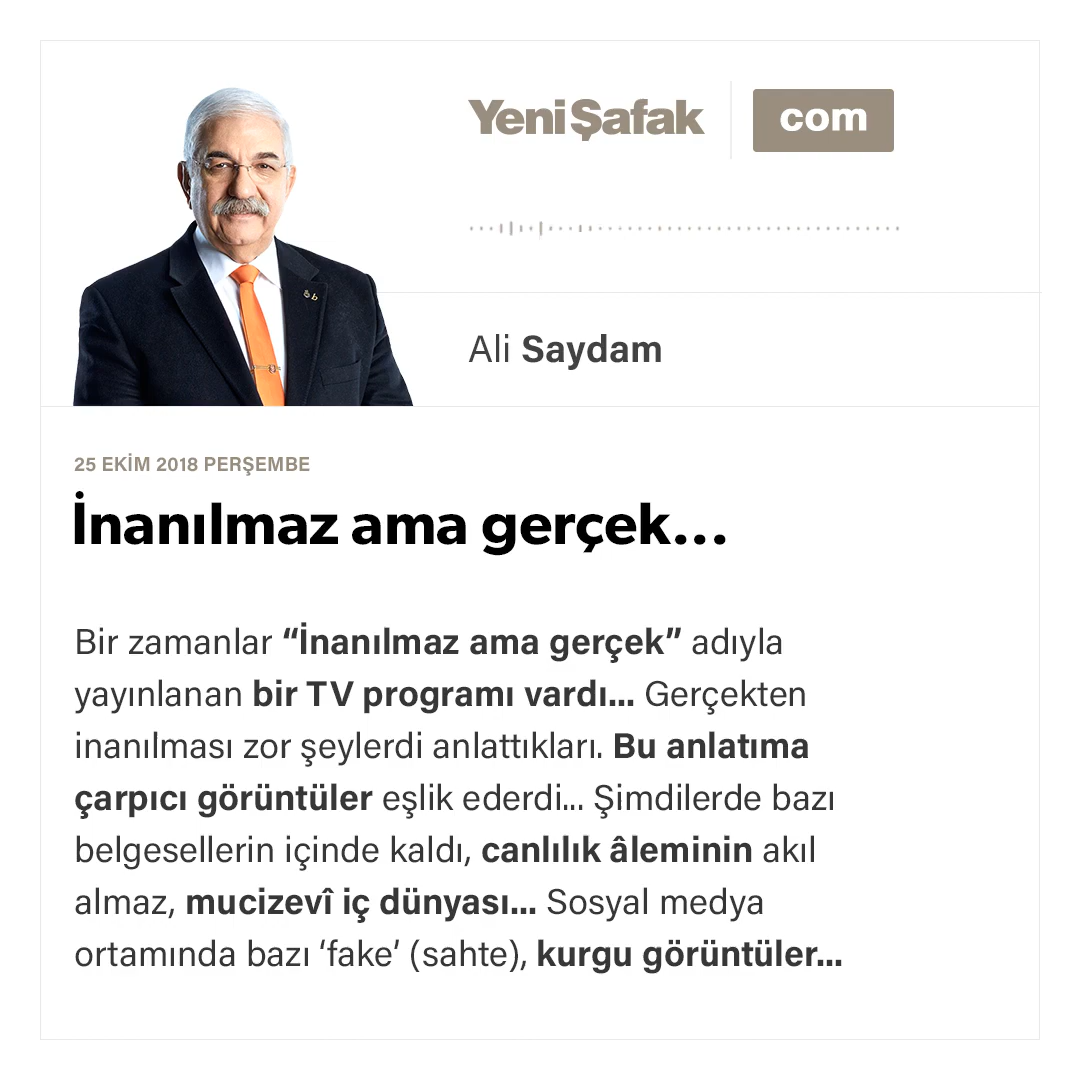 YeniŞafak com
Ali Saydam
25 EKİM 2018 PERŞEMBE
İnanılmaz ama gerçek...
Bir zamanlar “İnanılmaz ama gerçek” adıyla
yayınlanan bir TV programı vardı... Gerçekten
inanılması zor şeylerdi anlattıkları. Bu anlatıma
çarpıcı görüntüler eşlik ederdi... Şimdilerde bazı
belgesellerin içinde kaldı, canlılık âleminin akıl
almaz, mucizevî iç dünyası... Sosyal medya
ortamında bazı ‘fake’ (sahte), kurgu görüntüler...